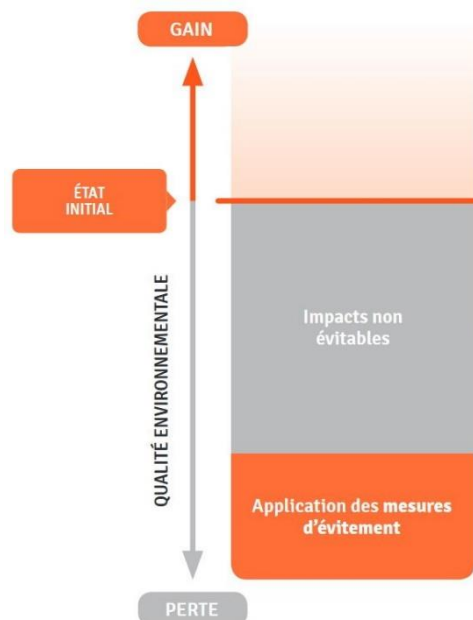 GAIN
ÉTAT
INITIAL
QUALITÉ ENVIRONNEMENTALE
Impacts non
évitables
Application des mesures
d'évitement
PERTE